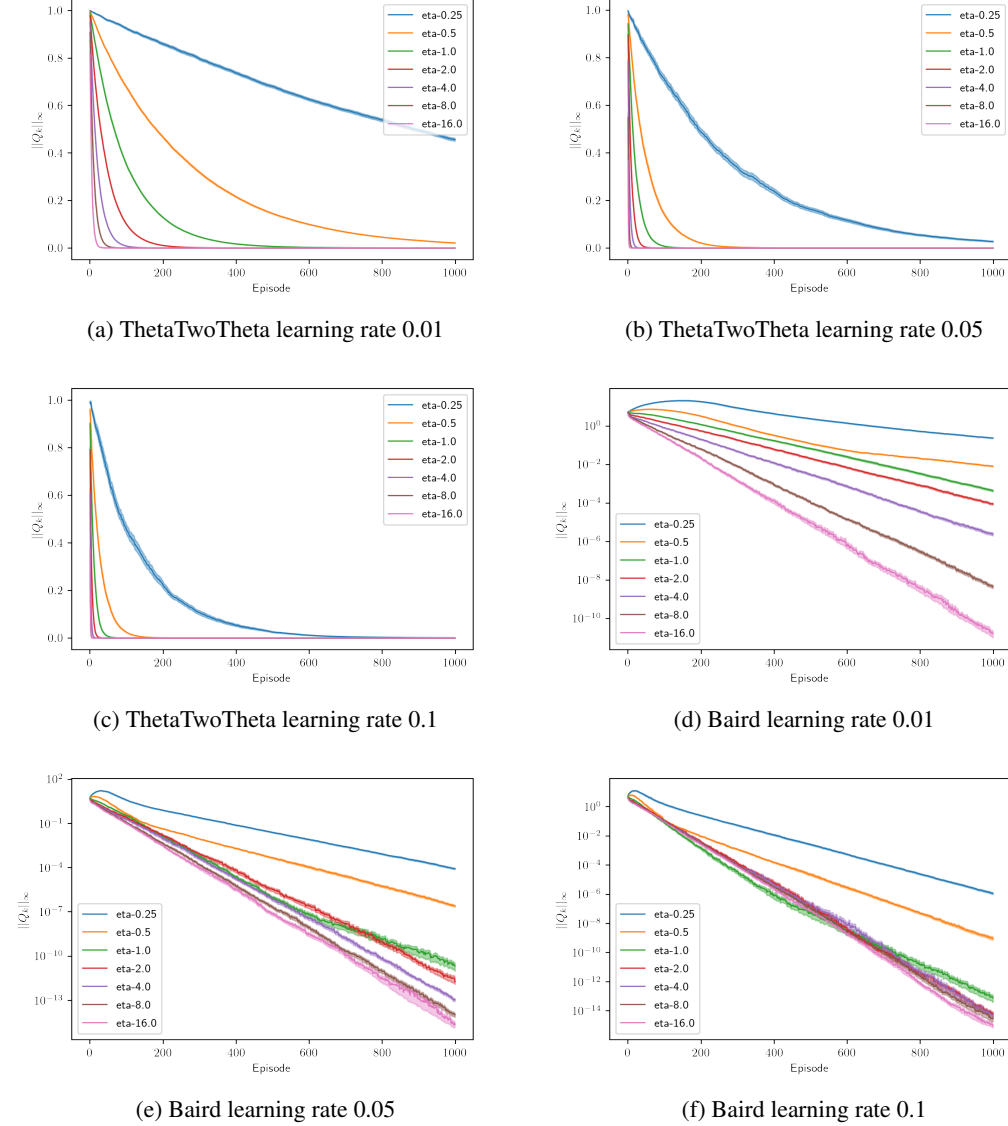 1.0
0.8
0.6
0.4
0.2
0.0
||Q_k||_∞
0 200 400 600 800 1000
Episode
eta-0.25
eta-0.5
eta-1.0
eta-2.0
eta-4.0
eta-8.0
eta-16.0
(a) ThetaTwoTheta learning rate 0.01
1.0
0.8
0.6
0.4
0.2
0.0
||Q_k||_∞
0 200 400 600 800 1000
Episode
eta-0.25
eta-0.5
eta-1.0
eta-2.0
eta-4.0
eta-8.0
eta-16.0
(b) ThetaTwoTheta learning rate 0.05
1.0
0.8
0.6
0.4
0.2
0.0
||Q_k||_∞
0 200 400 600 800 1000
Episode
eta-0.25
eta-0.5
eta-1.0
eta-2.0
eta-4.0
eta-8.0
eta-16.0
(c) ThetaTwoTheta learning rate 0.1
10^0
10^-2
10^-4
10^-6
10^-8
10^-10
||Q_k||_∞
0 200 400 600 800 1000
Episode
eta-0.25
eta-0.5
eta-1.0
eta-2.0
eta-4.0
eta-8.0
eta-16.0
(d) Baird learning rate 0.01
10^2
10^-1
10^-4
10^-7
10^-10
10^-13
||Q_k||_∞
0 200 400 600 800 1000
Episode
eta-0.25
eta-0.5
eta-1.0
eta-2.0
eta-4.0
eta-8.0
eta-16.0
(e) Baird learning rate 0.05
10^0
10^-2
10^-4
10^-6
10^-8
10^-10
10^-12
10^-14
||Q_k||_∞
0 200 400 600 800 1000
Episode
eta-0.25
eta-0.5
eta-1.0
eta-2.0
eta-4.0
eta-8.0
eta-16.0
(f) Baird learning rate 0.1